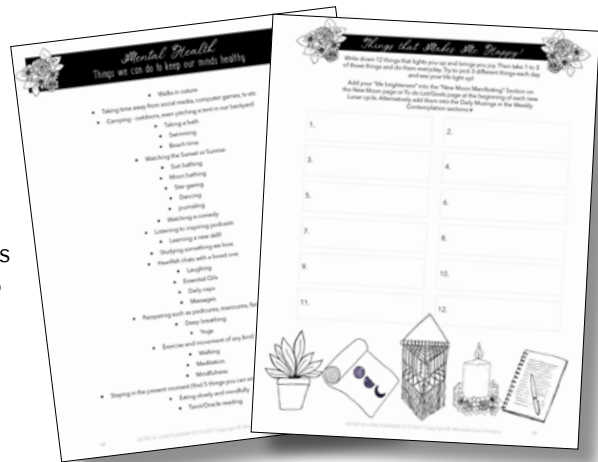 Mental Health
Things we can do to keep our minds healthy
Walks in nature
Taking time away from social media, computer games, tv etc
Camping - outdoors, even pitching a tent in our backyard
Taking a bath
Swimming
Beach time
Watching the Sunset or Sunrise
Sun bathing
Moon bathing
Star gazing
Dancing
journaling
Watching a comedy
Listening to inspiring podcasts
Learning a new skill
Studying something we love
Heartfelt chats with a loved one
Laughing
Essential Oils
Daily naps
Massages
Pampering such as pedicures, manicures,
Deep breathing
Yoga
Exercise and movement of any kind
Walking
Meditation
Mindfulness
Staying in the present moment (find 5 things you can
Eating slowly and mindfully
Tarot/Oracle reading
Things that Makes Me Happy!
Write down 12 things that lights you up and brings you joy. Then take 1 to 3
of those things and do them everyday. Try to pick 3 different things each day
and see your life light up!
Add your "life brighteners" into the "New Moon Manifesting" Section on
the New Moon page or To do List/Goals page at the beginning of each new
Lunar cycle. Alternatively add them into the Daily Musings in the Weekly
Contemplation sections
1.
2.
3.
4.
5.
6.
7.
8.
9.
10.
11.
12.
s